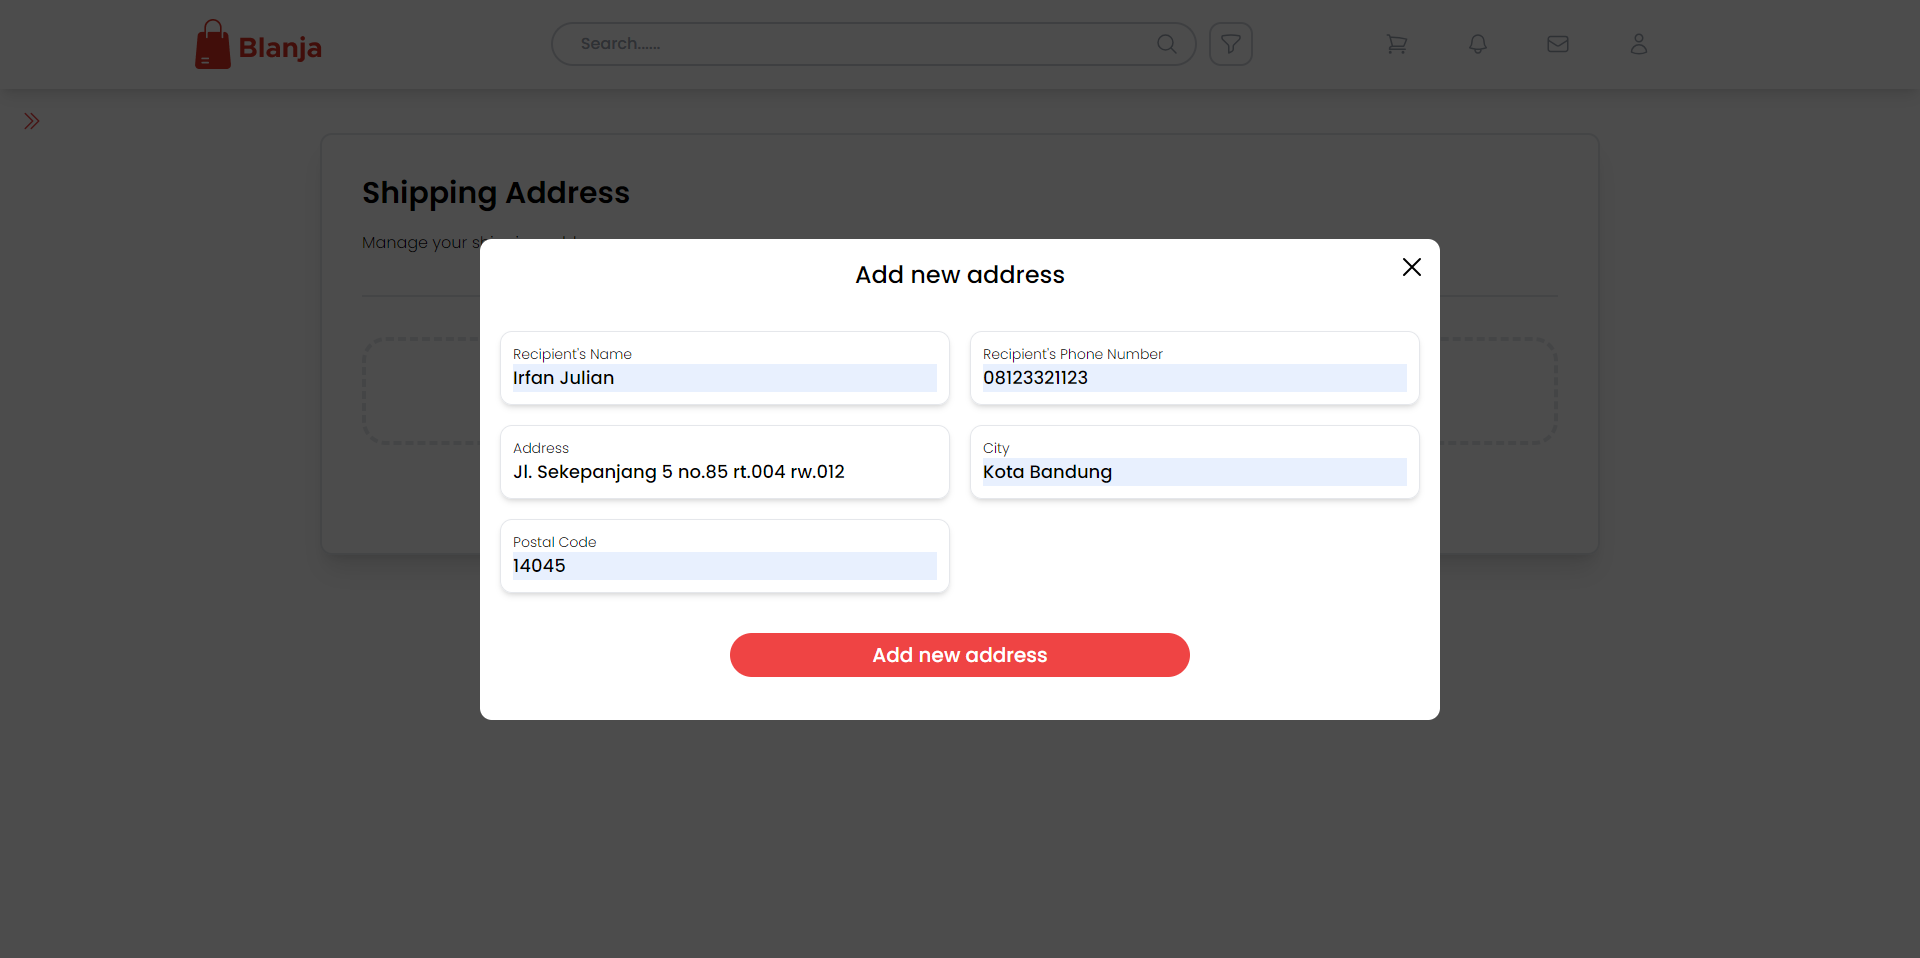 Blanja
Search......
Shipping Address
Manage your
Add new address
Recipient's Name
Irfan Julian
Recipient's Phone Number
08123321123
Address
Jl. Sekepanjang 5 no.85 rt.004 rw.012
City
Kota Bandung
Postal Code
14045
Add new address